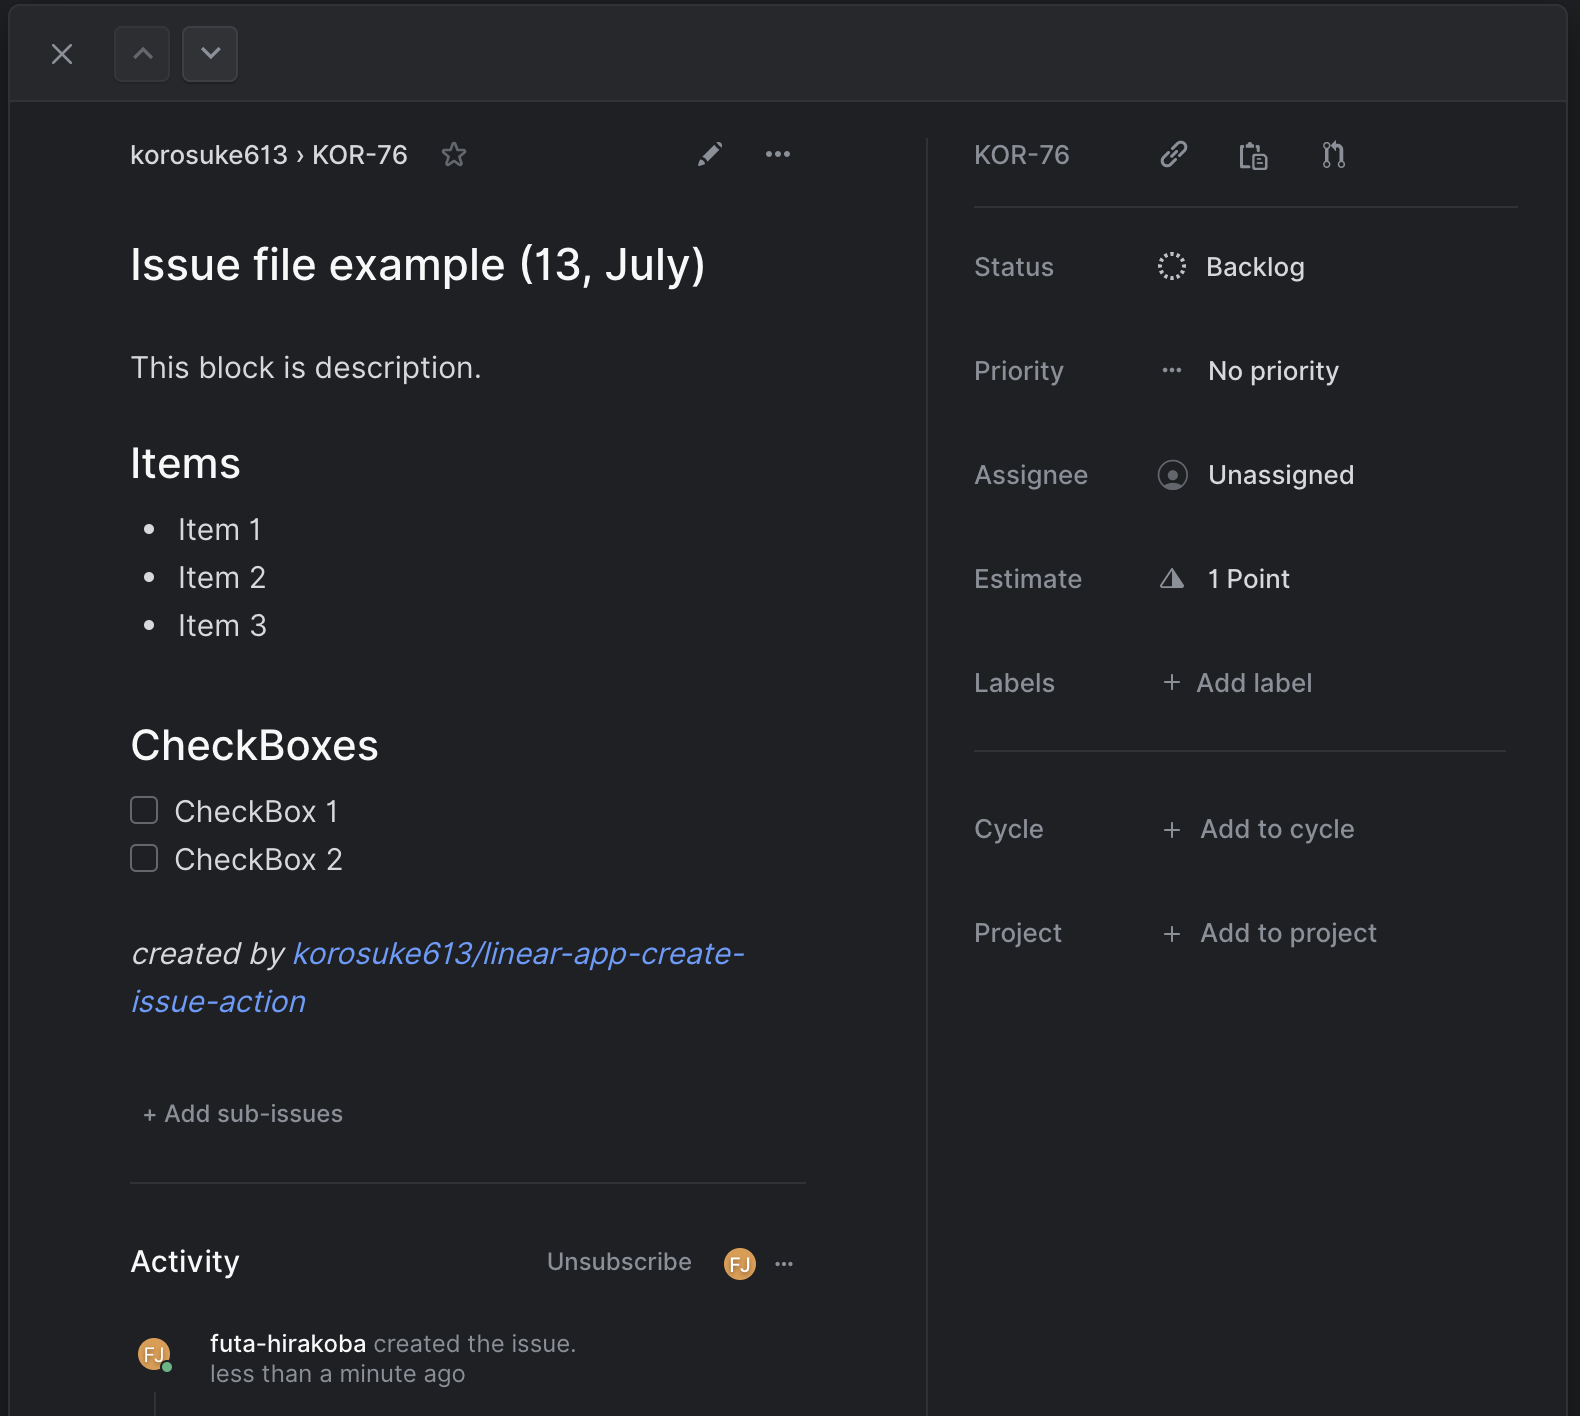 korosuke613 › KOR-76
Issue file example (13, July)
This block is description.
Items
• Item 1
• Item 2
• Item 3
CheckBoxes
CheckBox 1
CheckBox 2
created by korosuke613/linear-app-create-
issue-action
+ Add sub-issues
Activity
Unsubscribe
FJ
FJ
futa-hirakoba created the issue.
less than a minute ago
KOR-76
Status
Backlog
Priority
No priority
Assignee
Unassigned
Estimate
1 Point
Labels
+ Add label
Cycle
+ Add to cycle
Project
+ Add to project